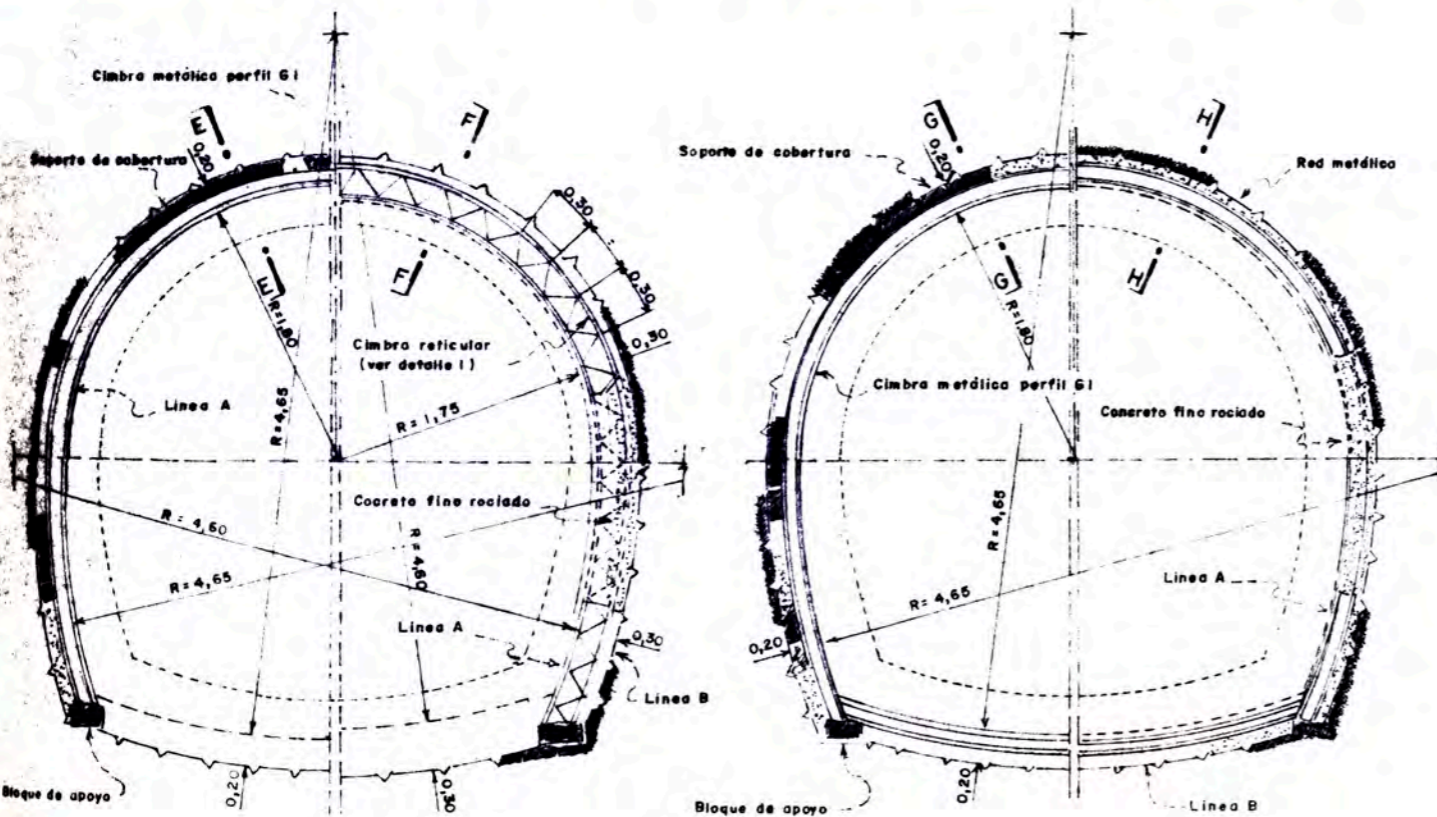 Cimbra metálica perfil G I
E
F
0,20
Soporte de cobertura
0,30
0,30
0,30
E
F
R=1,80
Cimbra reticular
(ver detalle 1)
Linea A
R=4,65
R=1,75
Cocreto fino rociado
R=4,60
R=4,65
R=4,60
Linea A
0,30
Linea B
Bloque de apoyo
0,20
0,30
G
H
Soporte de cobertura
0,20
Red metálica
G
H
R=1,80
Cimbra metálica perfil G I
Concreto fino rociado
R=4,65
Linea A
R=4,65
0,20
Bloque de apoyo
0,20
Linea B